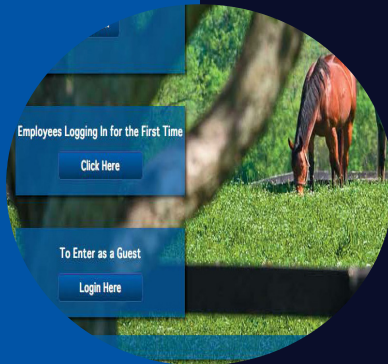 Employees Logging In for the First Time
Click Here
To Enter as a Guest
Login Here